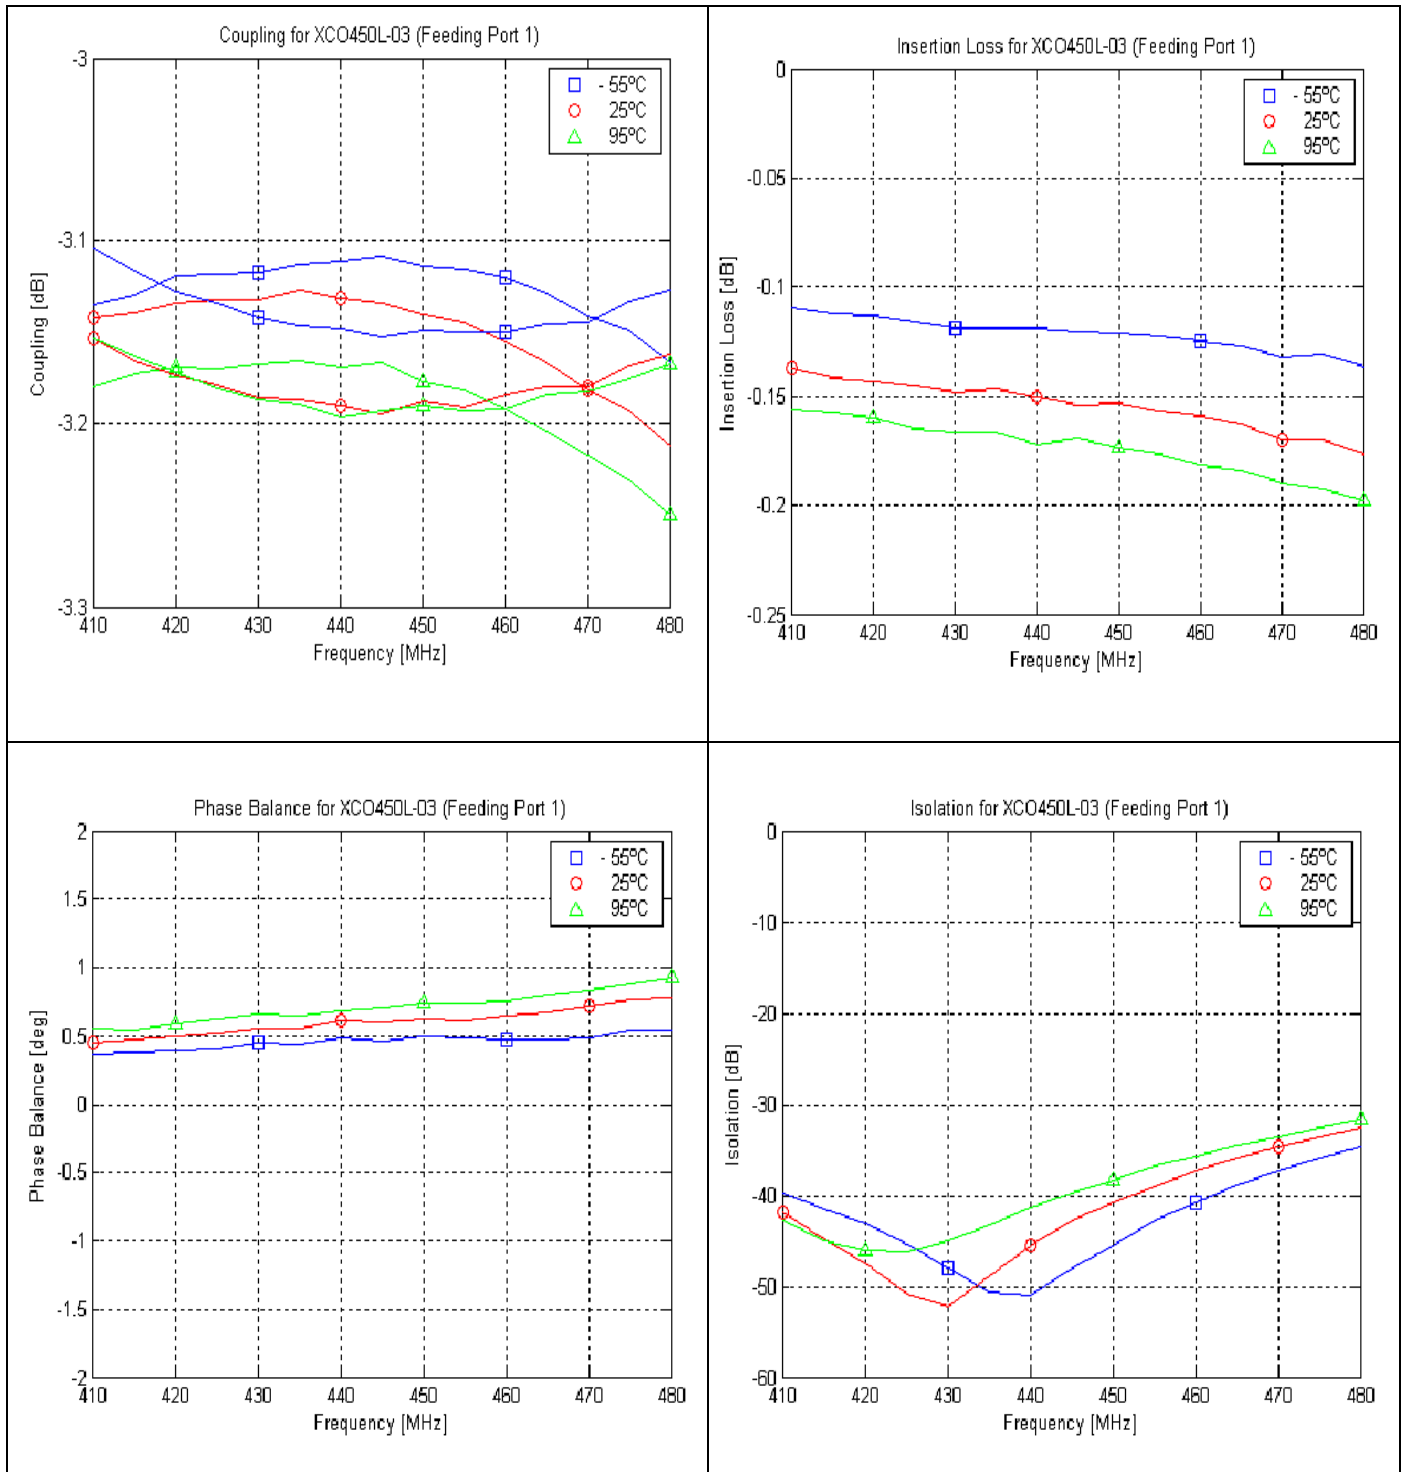 Coupling for XCO450L-03 (Feeding Port 1)
-3
-3.1
-3.2
-3.3
Coupling [dB]
- 55ºC
25ºC
95ºC
410 420 430 440 450 460 470 480
Frequency [MHz]
Insertion Loss for XCO450L-03 (Feeding Port 1)
0
-0.05
-0.1
-0.15
-0.2
-0.25
Insertion Loss [dB]
- 55ºC
25ºC
95ºC
410 420 430 440 450 460 470 480
Frequency [MHz]
Phase Balance for XCO450L-03 (Feeding Port 1)
2
1.5
1
0.5
0
-0.5
-1
-1.5
-2
Phase Balance [deg]
- 55ºC
25ºC
95ºC
410 420 430 440 450 460 470 480
Frequency [MHz]
Isolation for XCO450L-03 (Feeding Port 1)
0
-10
-20
-30
-40
-50
-60
Isolation [dB]
- 55ºC
25ºC
95ºC
410 420 430 440 450 460 470 480
Frequency [MHz]